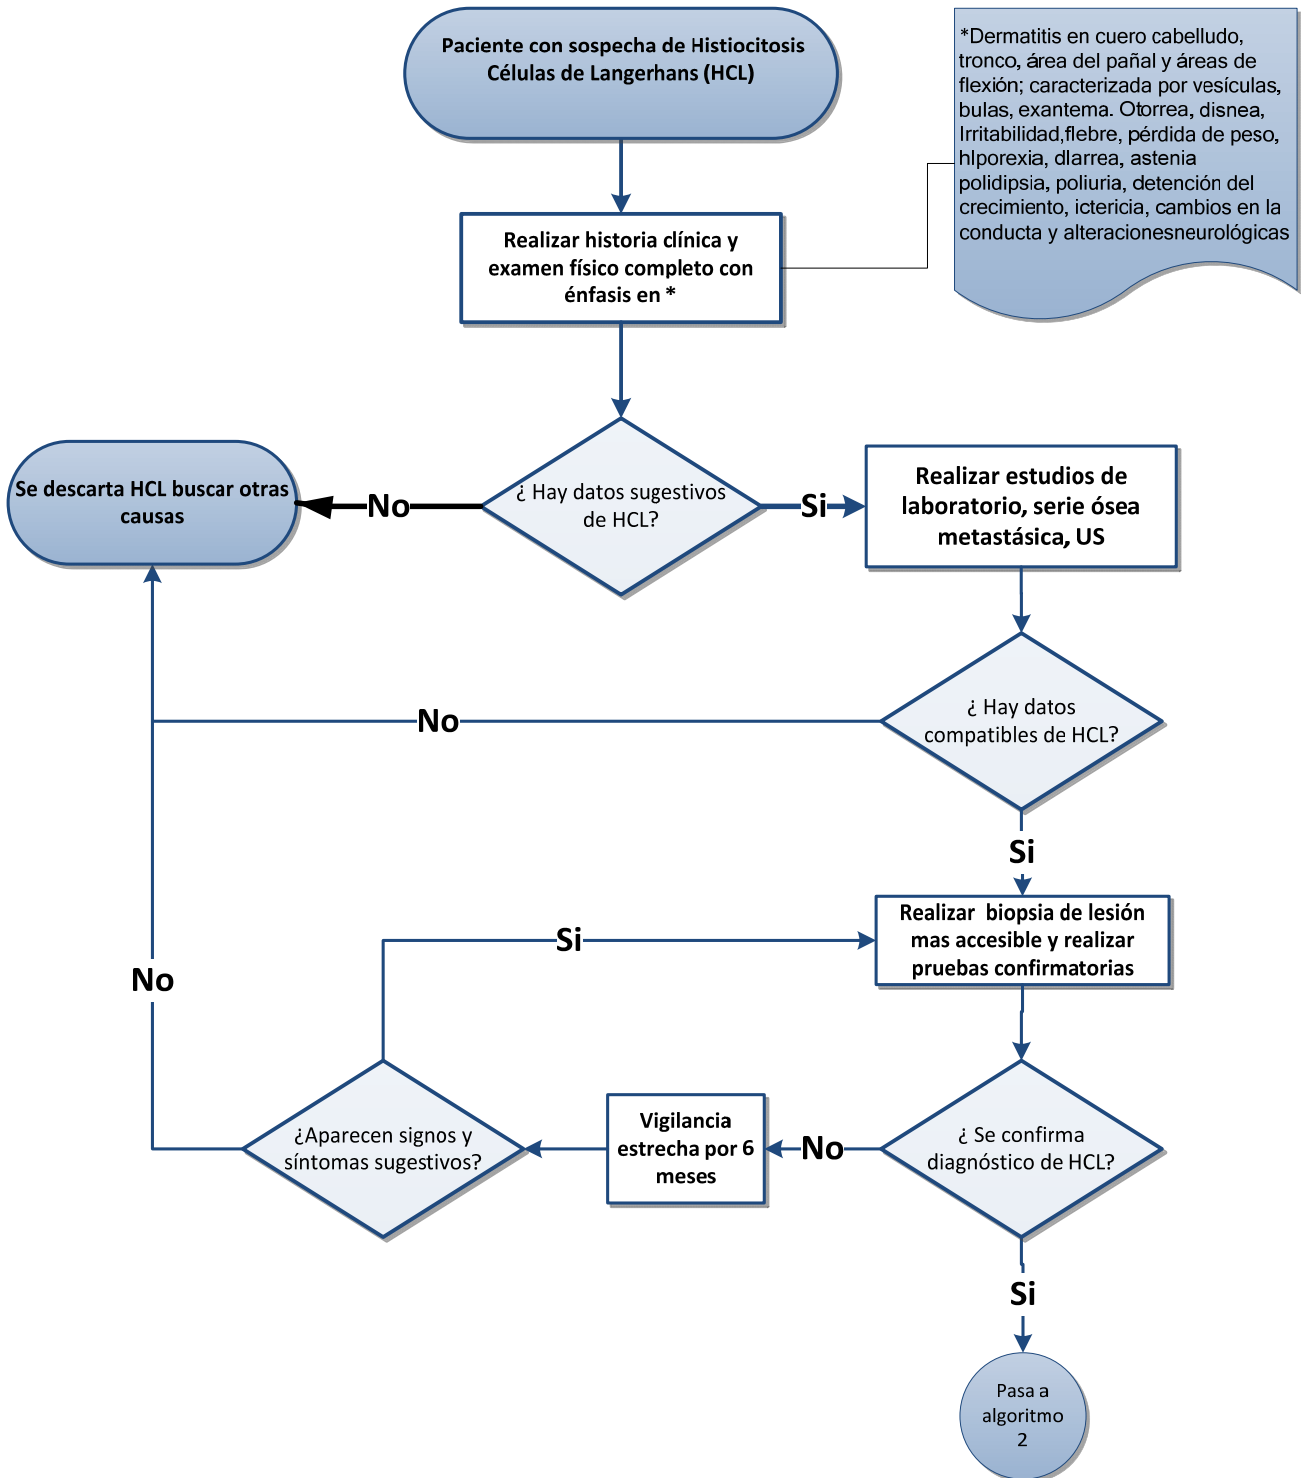 Paciente con sospecha de Histiocitosis
Células de Langerhans (HCL)
*Dermatitis en cuero cabelludo,
tronco, área del pañal y áreas de
flexión; caracterizada por vesículas,
bulas, exantema. Otorrea, disnea,
Irritabilidad,flebre, pérdida de peso,
hlporexia, dlarrea, astenia
polidipsia, poliuria, detención del
crecimiento, ictericia, cambios en la
conducta y alteracionesneurológicas
Realizar historia clínica y
examen físico completo con
énfasis en *
¿ Hay datos sugestivos
de HCL?
No
Se descarta HCL buscar otras
causas
Si
Realizar estudios de
laboratorio, serie ósea
metastásica, US
¿ Hay datos
compatibles de HCL?
No
Si
Realizar  biopsia de lesión
mas accesible y realizar
pruebas confirmatorias
Si
No
¿ Se confirma
diagnóstico de HCL?
No
Vigilancia
estrecha por 6
meses
¿Aparecen signos y
síntomas sugestivos?
Si
Pasa a
algoritmo
2